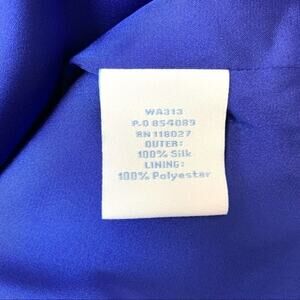 WA313
P.O 854089
RN 118027
OUTER:
100% Silk
LINING:
100% Polyester